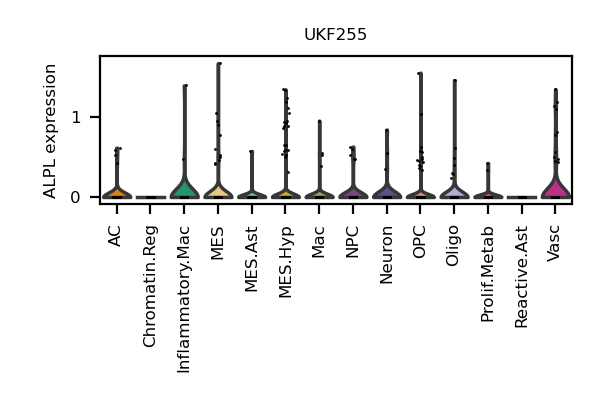 UKF255
ALPL expression
1
0
AC
Chromatin.Reg
Inflammatory.Mac
MES
MES.Ast
MES.Hyp
Mac
NPC
Neuron
OPC
Oligo
Prolif.Metab
Reactive.Ast
Vasc